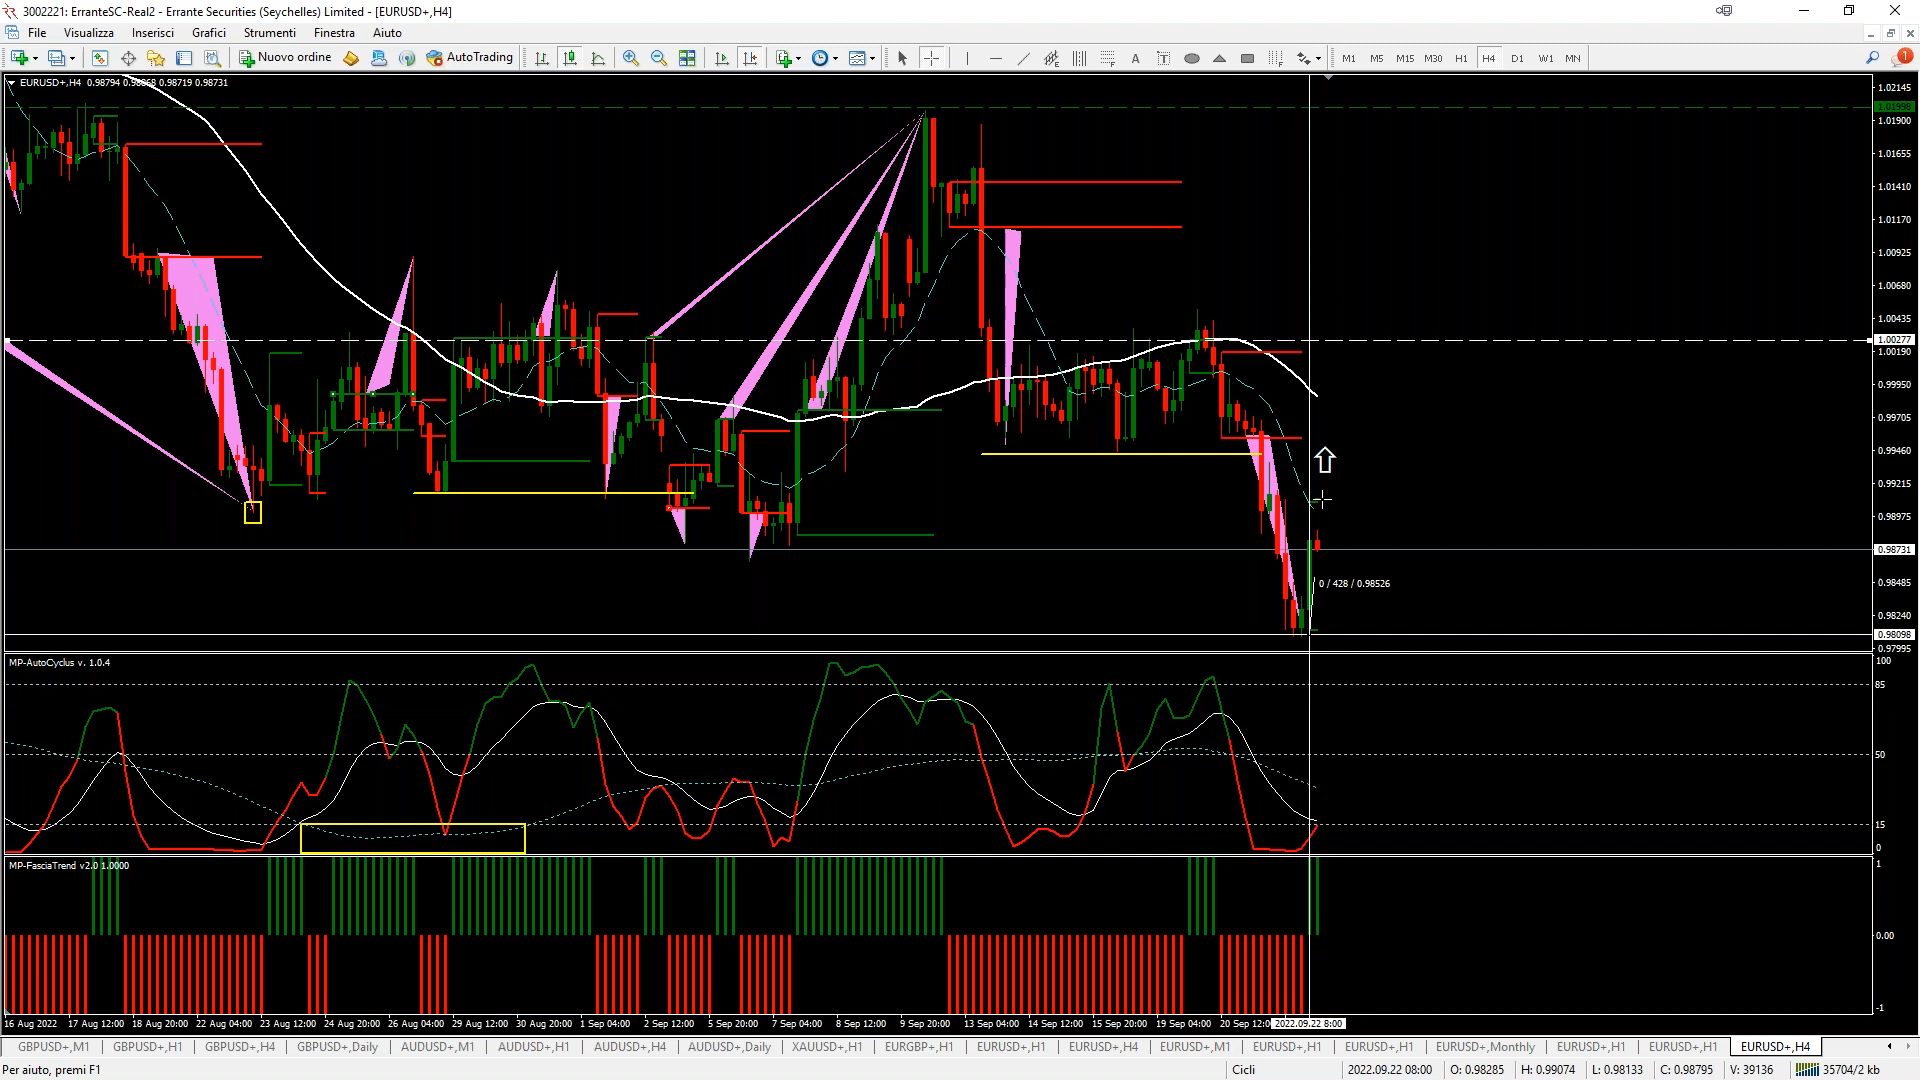 3002221: ErranteSC-Real2 - Errante Securities (Seychelles) Limited - [EURUSD+,H4]
File Visualizza Inserisci Grafici Strumenti Finestra Aiuto
Nuovo ordine AutoTrading A T M1 M5 M15 M30 H1 H4 D1 W1 MN 1
EURUSD+,H4 0.98794 0.98868 0.98719 0.98731
1.02145
1.01998
1.01900
1.01655
1.01410
1.01170
1.00925
1.00680
1.00435
1.00277
1.00190
0.99950
0.99705
0.99460
0.99215
0.98975
0.98731
0 / 428 / 0.98526
0.98485
0.98240
0.98098
0.97995
MP-AutoCyclus v. 1.0.4
100
85
50
15
0
MP-FasciaTrend v2.0 1.0000
1
0.00
-1
16 Aug 2022 17 Aug 12:00 18 Aug 20:00 22 Aug 04:00 23 Aug 12:00 24 Aug 20:00 26 Aug 04:00 29 Aug 12:00 30 Aug 20:00 1 Sep 04:00 2 Sep 12:00 5 Sep 20:00 7 Sep 04:00 8 Sep 12:00 9 Sep 20:00 13 Sep 04:00 14 Sep 12:00 15 Sep 20:00 19 Sep 04:00 20 Sep 12:00 2022.09.22 8:00
GBPUSD+,M1 GBPUSD+,H1 GBPUSD+,H4 GBPUSD+,Daily AUDUSD+,M1 AUDUSD+,H1 AUDUSD+,H4 AUDUSD+,Daily XAUUSD+,H1 EURGBP+,H1 EURUSD+,H1 EURUSD+,H4 EURUSD+,M1 EURUSD+,H1 EURUSD+,H1 EURUSD+,Monthly EURUSD+,H1 EURUSD+,H1 EURUSD+,H4
Per aiuto, premi F1 Cicli 2022.09.22 08:00 O: 0.98285 H: 0.99074 L: 0.98133 C: 0.98795 V: 39136 35704/2 kb